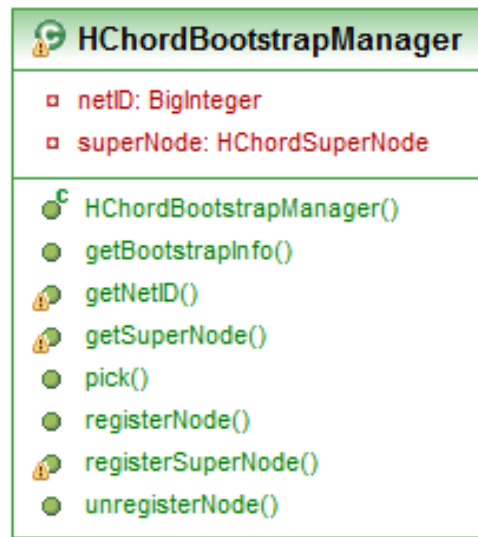 HChordBootstrapManager
netID: BigInteger
superNode: HChordSuperNode
HChordBootstrapManager()
getBootstrapInfo()
getNetID()
getSuperNode()
pick()
registerNode()
registerSuperNode()
unregisterNode()